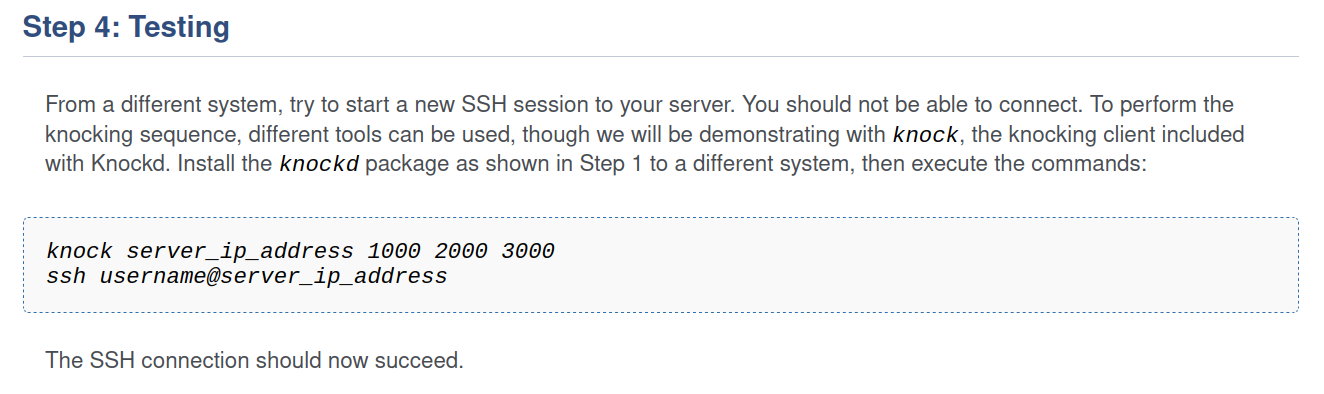 Step 4: Testing
From a different system, try to start a new SSH session to your server. You should not be able to connect. To perform the
knocking sequence, different tools can be used, though we will be demonstrating with knock, the knocking client included
with Knockd. Install the knockd package as shown in Step 1 to a different system, then execute the commands:
knock server_ip_address 1000 2000 3000
ssh username@server_ip_address
The SSH connection should now succeed.